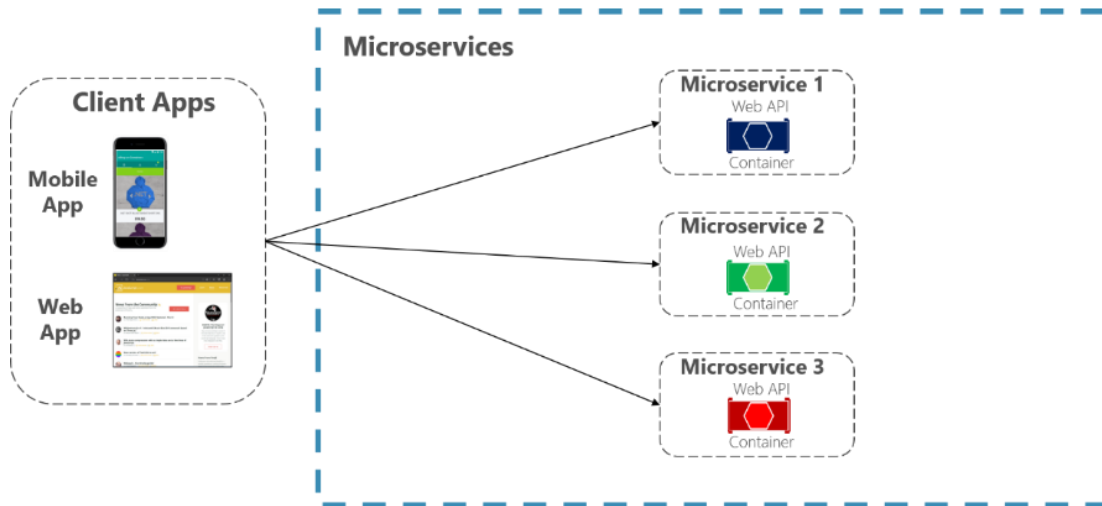 Microservices
Client Apps
Mobile
App
Web
App
Microservice 1
Web API
Container
Microservice 2
Web API
Container
Microservice 3
Web API
Container